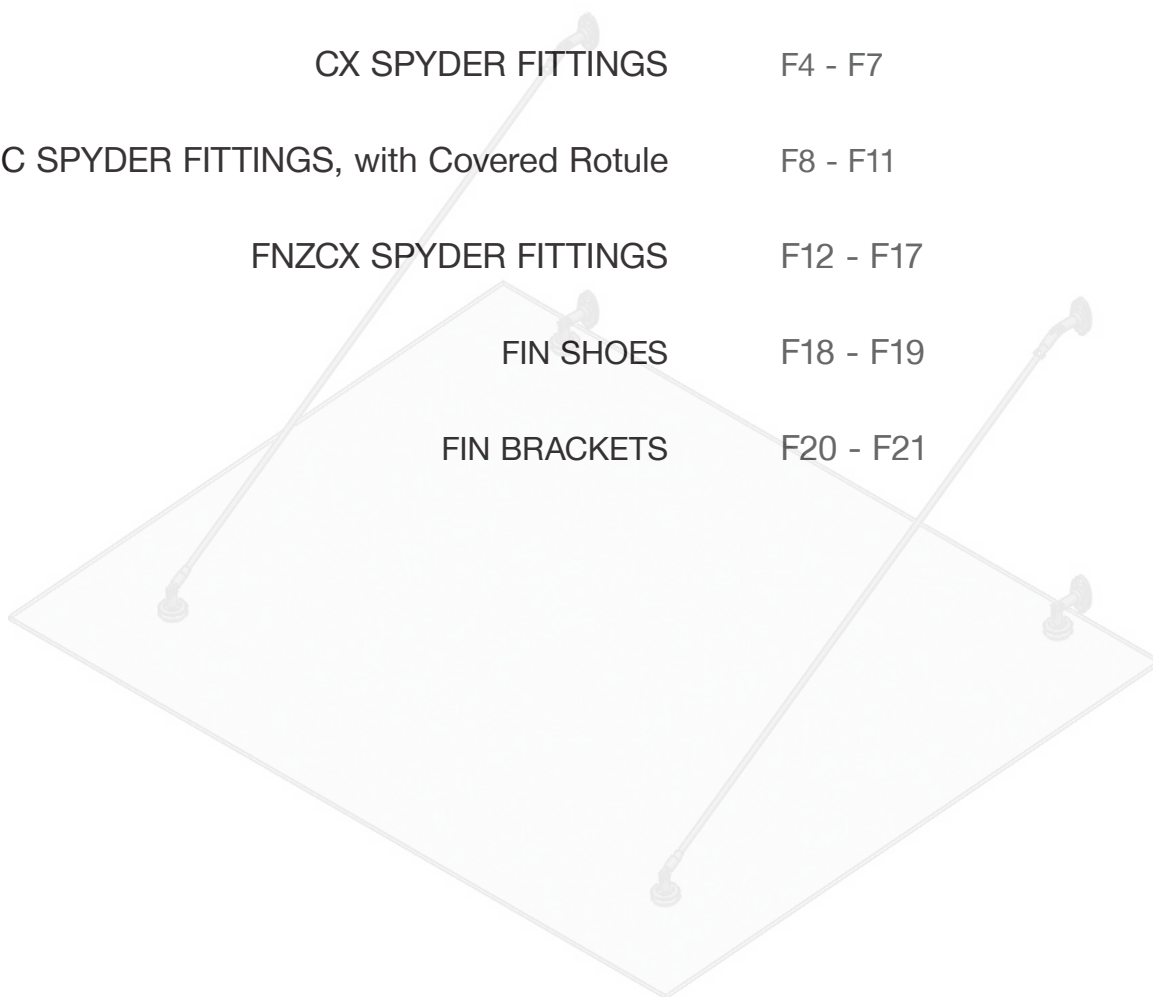 CX SPYDER FITTINGS F4 - F7
C SPYDER FITTINGS, with Covered Rotule F8 - F11
FNZCX SPYDER FITTINGS F12 - F17
FIN SHOES F18 - F19
FIN BRACKETS F20 - F21